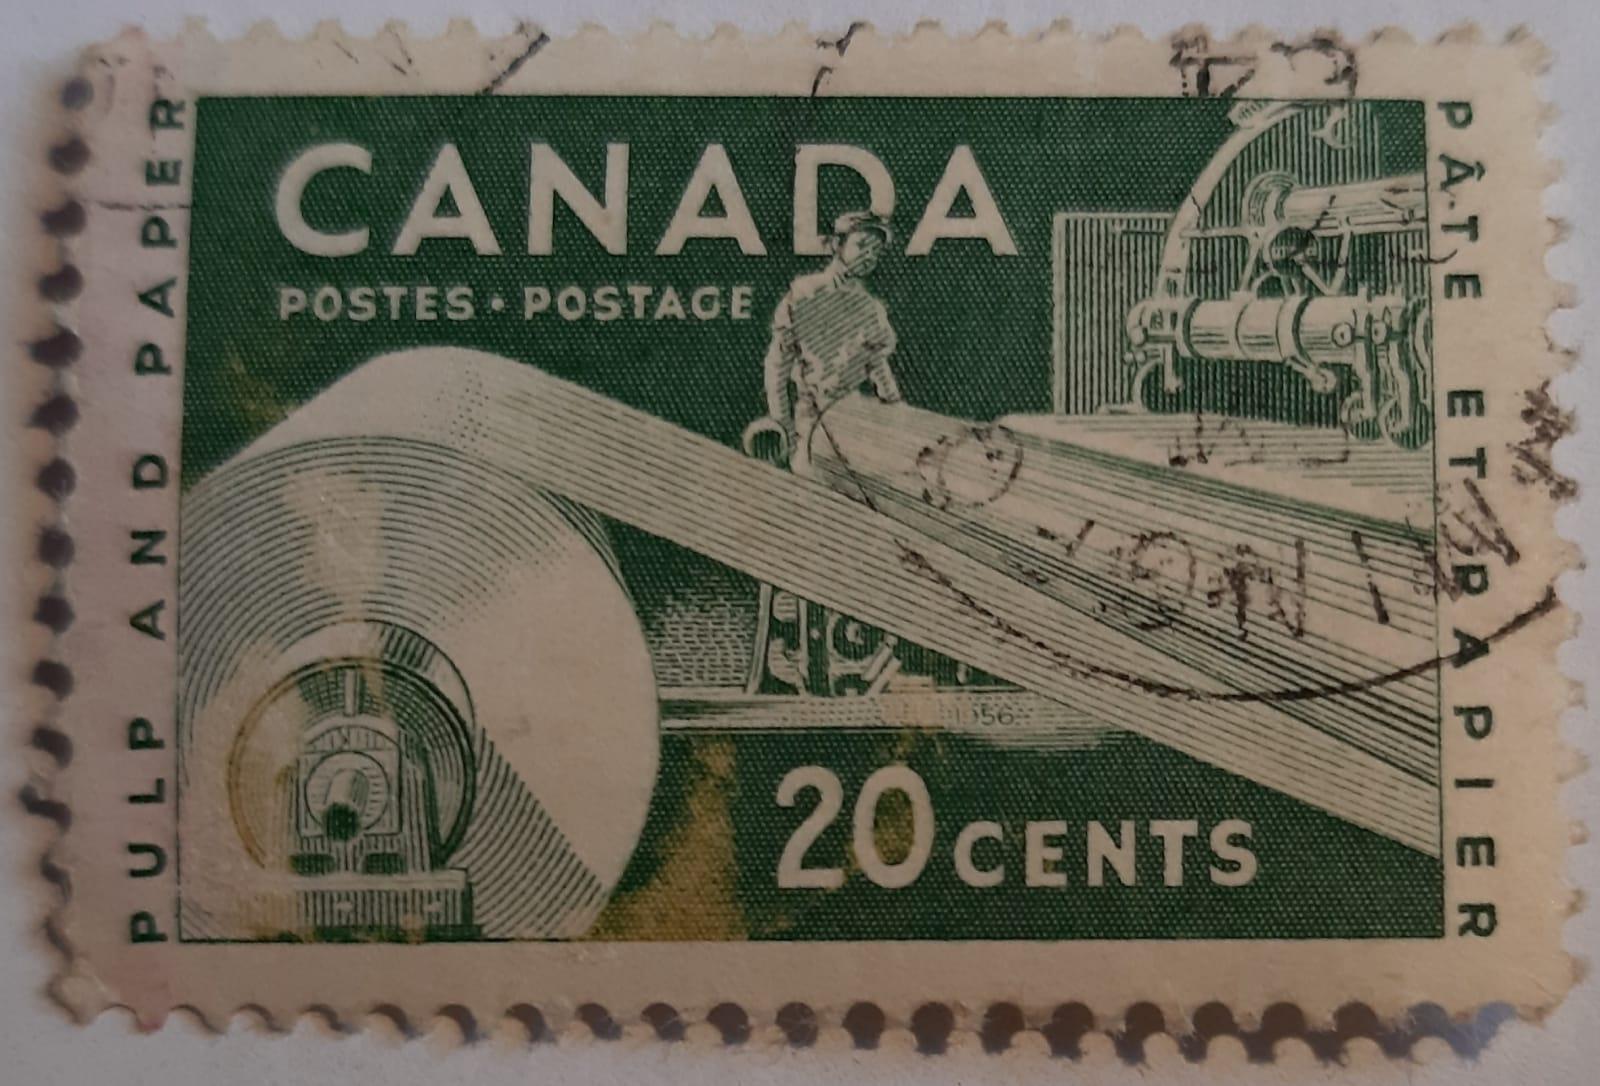 CANADA
POSTES · POSTAGE
PULP AND PAPER
PÂTE ET PAPIER
1956
20 CENTS